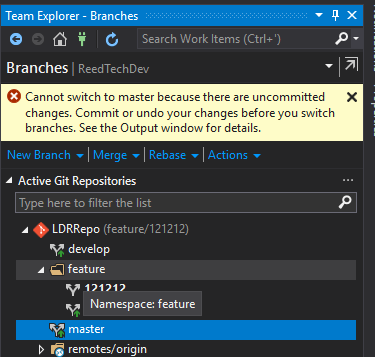 Team Explorer - Branches
Search Work Items (Ctrl+')
Branches | ReedTechDev
Cannot switch to master because there are uncommitted
changes. Commit or undo your changes before you switch
branches. See the Output window for details.
New Branch | Merge | Rebase | Actions
Active Git Repositories
Type here to filter the list
LDRRepo (feature/121212)
develop
feature
121212
Namespace: feature
master
remotes/origin